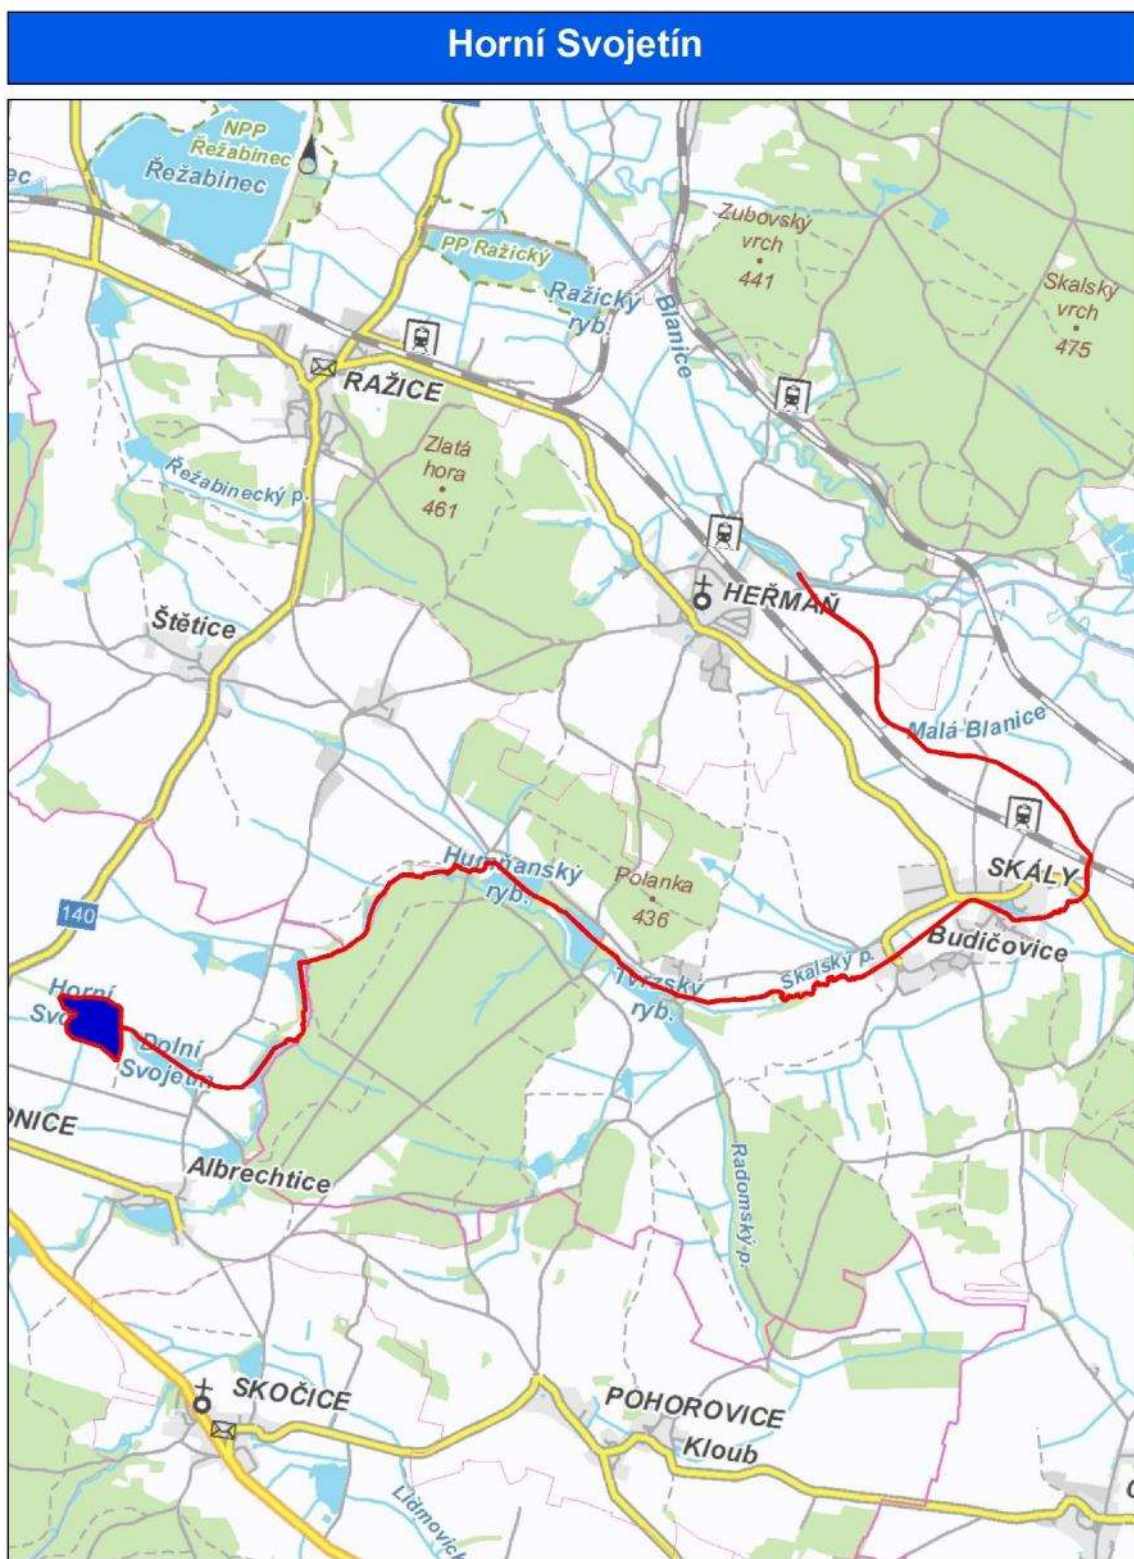 Horní Svojetín
NPP
Řežabinec
Řežabinec
PP Ražický
Ražický
ryb.
Blanice
Zubovský
vrch
441
Skalský
vrch
475
RAŽICE
Zlatá
hora
461
Řežabinecký p.
HEŘMAŇ
Štětice
Malá Blanice
Polanka
436
ryb.
SKÁLY
Budičovice
Skalský p.
Tvrzský
ryb.
140
Horní
Dolní
Svojetín
Albrechtice
Radomský p.
SKOČICE
POHOROVICE
Kloub